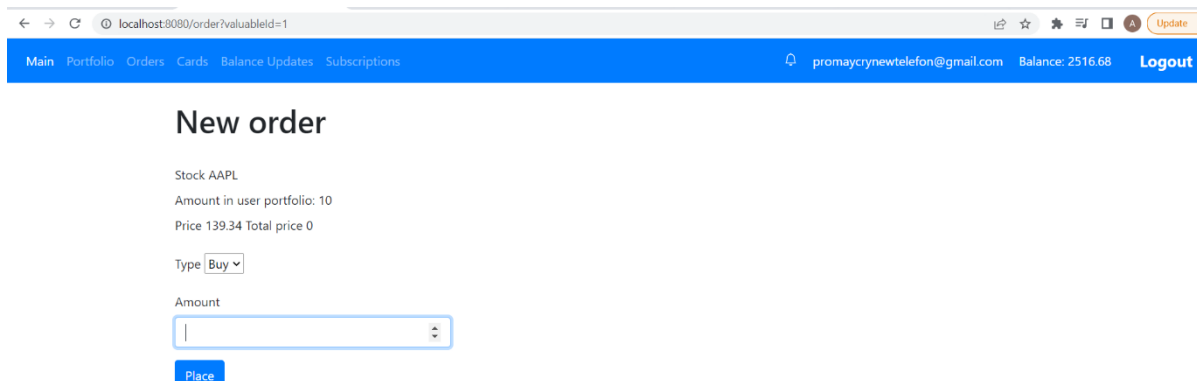 localhost:8080/order?valuableId=1 A Update
Main Portfolio Orders Cards Balance Updates Subscriptions promaycrynewtelefon@gmail.com Balance: 2516.68 Logout
New order
Stock AAPL
Amount in user portfolio: 10
Price 139.34 Total price 0
Type Buy
Amount
Place